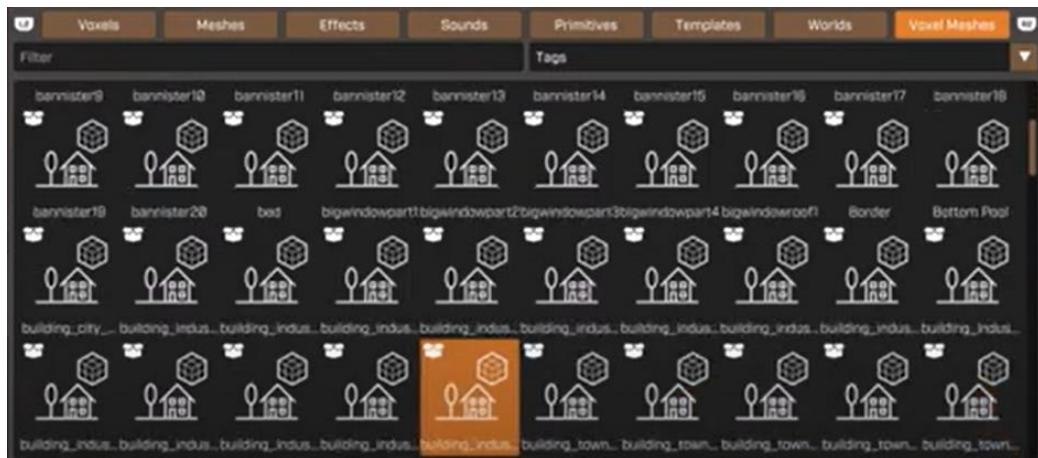 L2 Voxels Meshes Effects Sounds Primitives Templates Worlds Voxel Meshes R2
Filter Tags
bannister9 bannister10 bannister11 bannister12 bannister13 bannister14 bannister15 bannister16 bannister17 bannister18
bannister19 bannister20 bed bigwindowpart1 bigwindowpart2 bigwindowpart3 bigwindowpart4 bigwindowroof1 Border Bottom Pool
building_city_... building_indus... building_indus... building_indus... building_indus... building_indus... building_indus... building_indus... building_indus... building_indus...
building_indus... building_indus... building_indus... building_indus... building_indus... building_town... building_town... building_town... building_town... building_town...